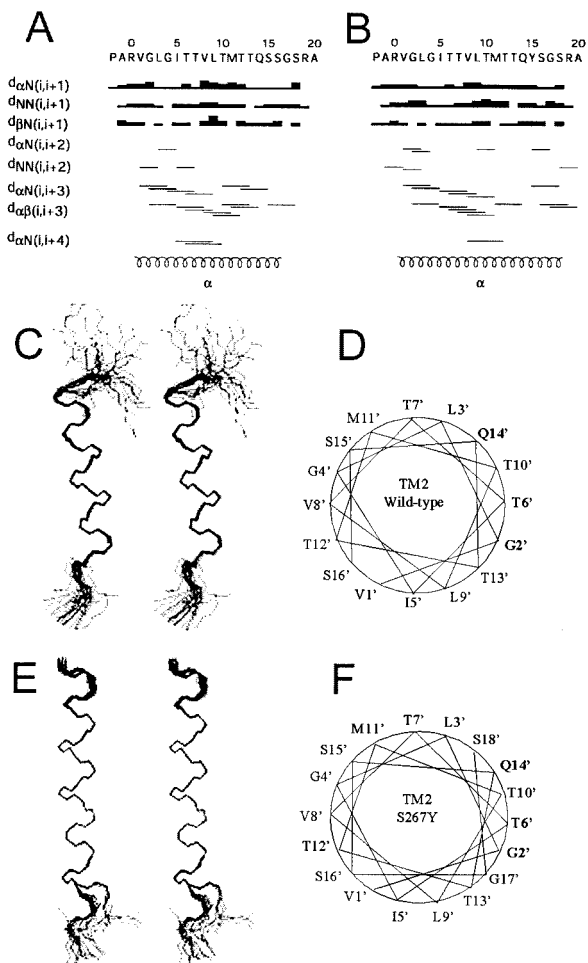 A
B
0 5 10 15 20
PARVGLGITTVLTMTTQSSGSRA
0 5 10 15 20
PARVGLGITTVLTMTTQYSGSRA
dαN(i,i+1)
dNN(i,i+1)
dβN(i,i+1)
dαN(i,i+2)
dNN(i,i+2)
dαN(i,i+3)
dαβ(i,i+3)
dαN(i,i+4)
α
α
C
D
T7'
L3'
M11'
Q14'
S15'
T10'
G4'
T6'
V8'
TM2
Wild-type
T12'
G2'
S16'
T13'
V1'
L9'
I5'
E
F
T7'
L3'
M11'
S18'
S15'
Q14'
G4'
T10'
V8'
TM2
S267Y
T6'
T12'
G2'
S16'
G17'
V1'
T13'
I5'
L9'